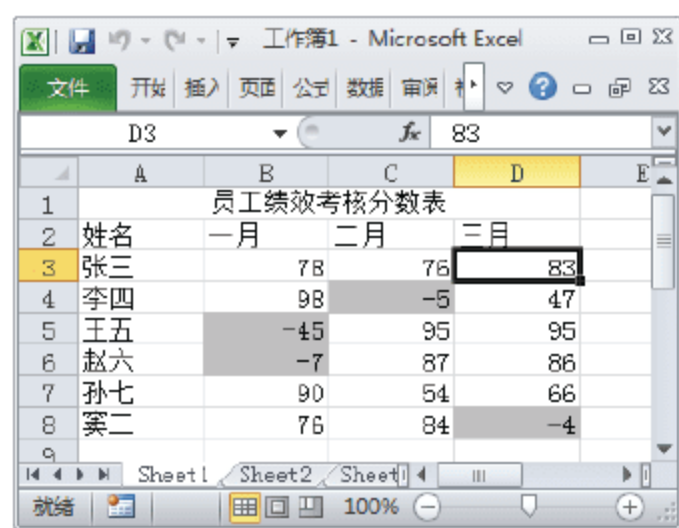 工作簿1 - Microsoft Excel
文件 开始 插入 页面 公式 数据 审阅
D3 fx 83
A B C D E
1 员工绩效考核分数表
2 姓名 一月 二月 三月
3 张三 78 76 83
4 李四 98 -5 47
5 王五 -45 95 95
6 赵六 -7 87 86
7 孙七 90 54 66
8 窦二 76 84 -4
9
Sheet1 Sheet2 Sheet
就绪 100%